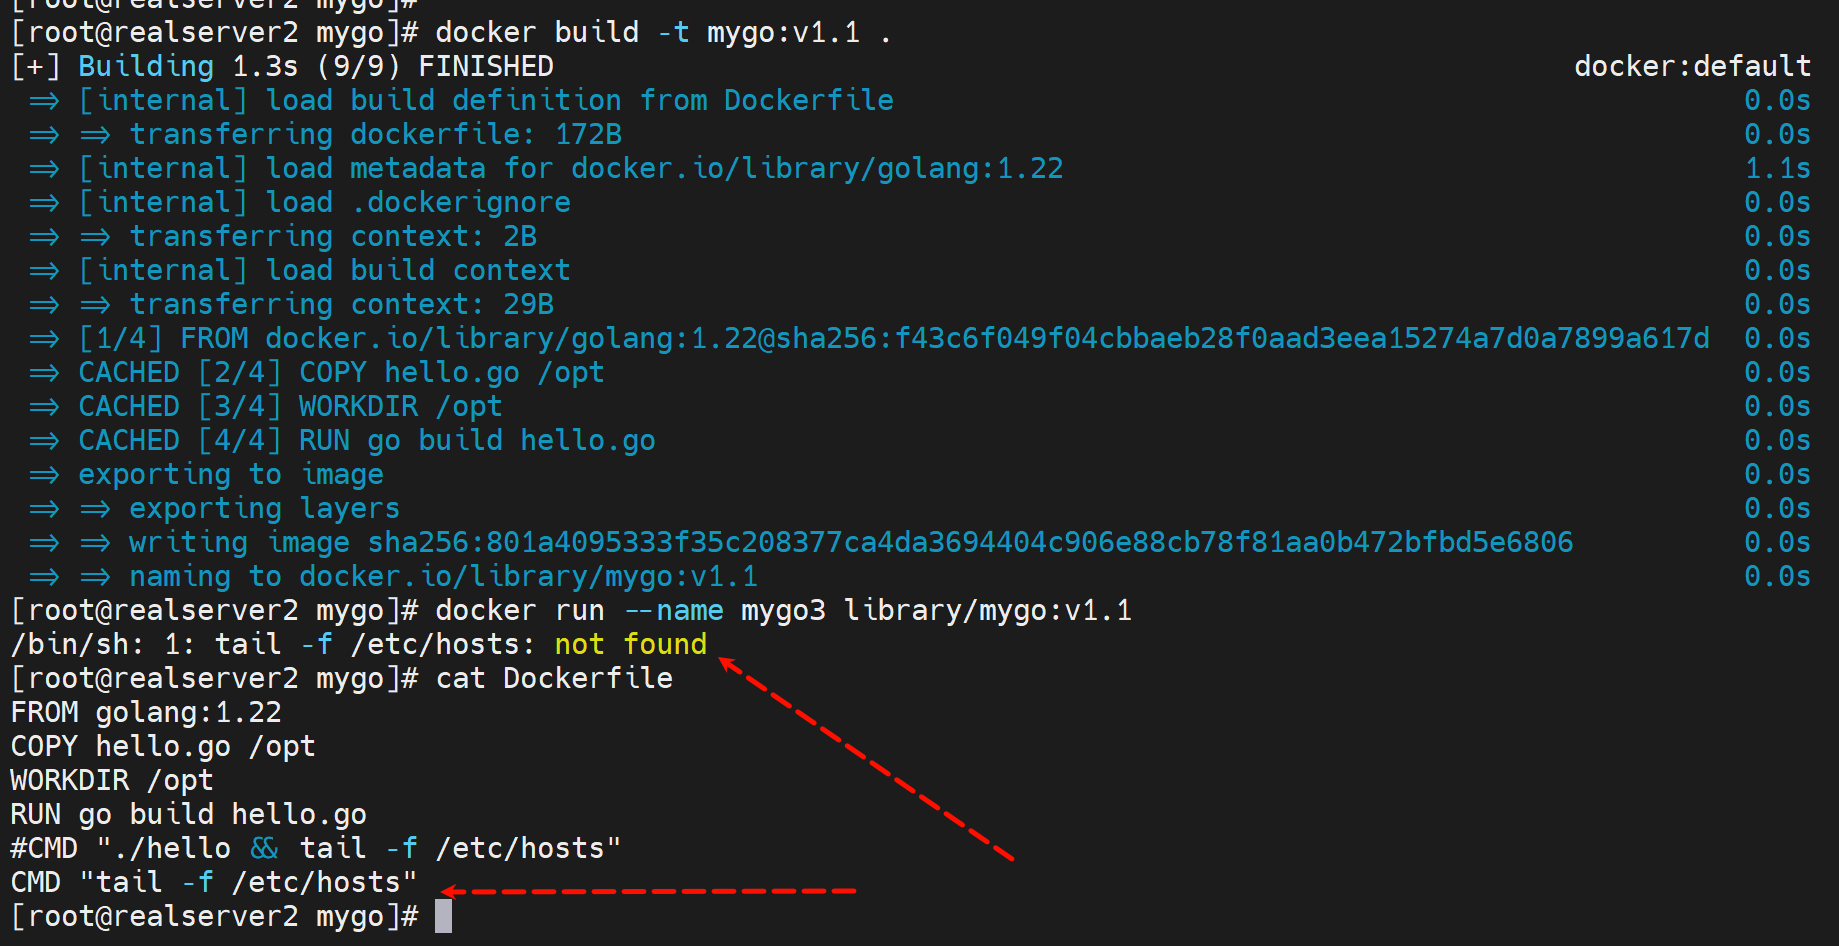 [root@realserver2 mygo]#
[root@realserver2 mygo]# docker build -t mygo:v1.1 .
[+] Building 1.3s (9/9) FINISHED docker:default
=> [internal] load build definition from Dockerfile 0.0s
=> => transferring dockerfile: 172B 0.0s
=> [internal] load metadata for docker.io/library/golang:1.22 1.1s
=> [internal] load .dockerignore 0.0s
=> => transferring context: 2B 0.0s
=> [internal] load build context 0.0s
=> => transferring context: 29B 0.0s
=> [1/4] FROM docker.io/library/golang:1.22@sha256:f43c6f049f04cbbaeb28f0aad3eea15274a7d0a7899a617d 0.0s
=> CACHED [2/4] COPY hello.go /opt 0.0s
=> CACHED [3/4] WORKDIR /opt 0.0s
=> CACHED [4/4] RUN go build hello.go 0.0s
=> exporting to image 0.0s
=> => exporting layers 0.0s
=> => writing image sha256:801a4095333f35c208377ca4da3694404c906e88cb78f81aa0b472bfbd5e6806 0.0s
=> => naming to docker.io/library/mygo:v1.1 0.0s
[root@realserver2 mygo]# docker run --name mygo3 library/mygo:v1.1
/bin/sh: 1: tail -f /etc/hosts: not found
[root@realserver2 mygo]# cat Dockerfile
FROM golang:1.22
COPY hello.go /opt
WORKDIR /opt
RUN go build hello.go
#CMD "./hello && tail -f /etc/hosts"
CMD "tail -f /etc/hosts"
[root@realserver2 mygo]#